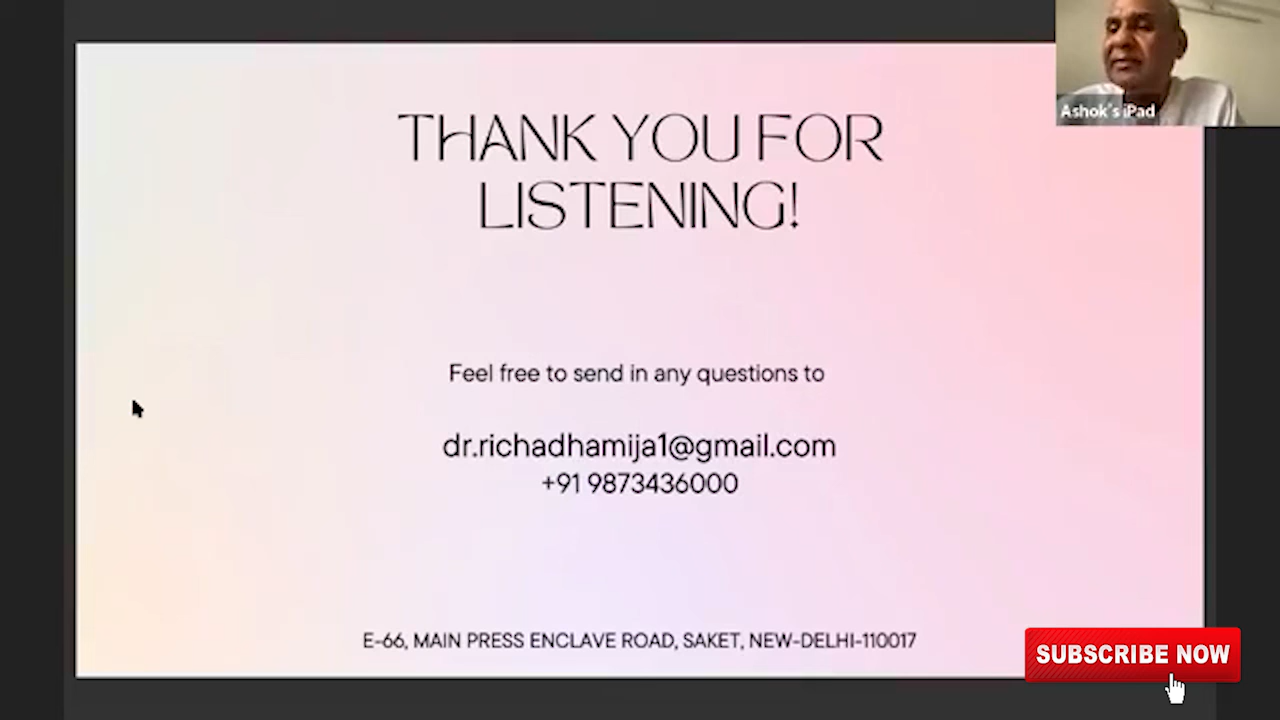 Ashok's iPad
THANK YOU FOR
LISTENING!
Feel free to send in any questions to
dr.richadhamija1@gmail.com
+91 9873436000
E-66, MAIN PRESS ENCLAVE ROAD, SAKET, NEW-DELHI-110017
SUBSCRIBE NOW